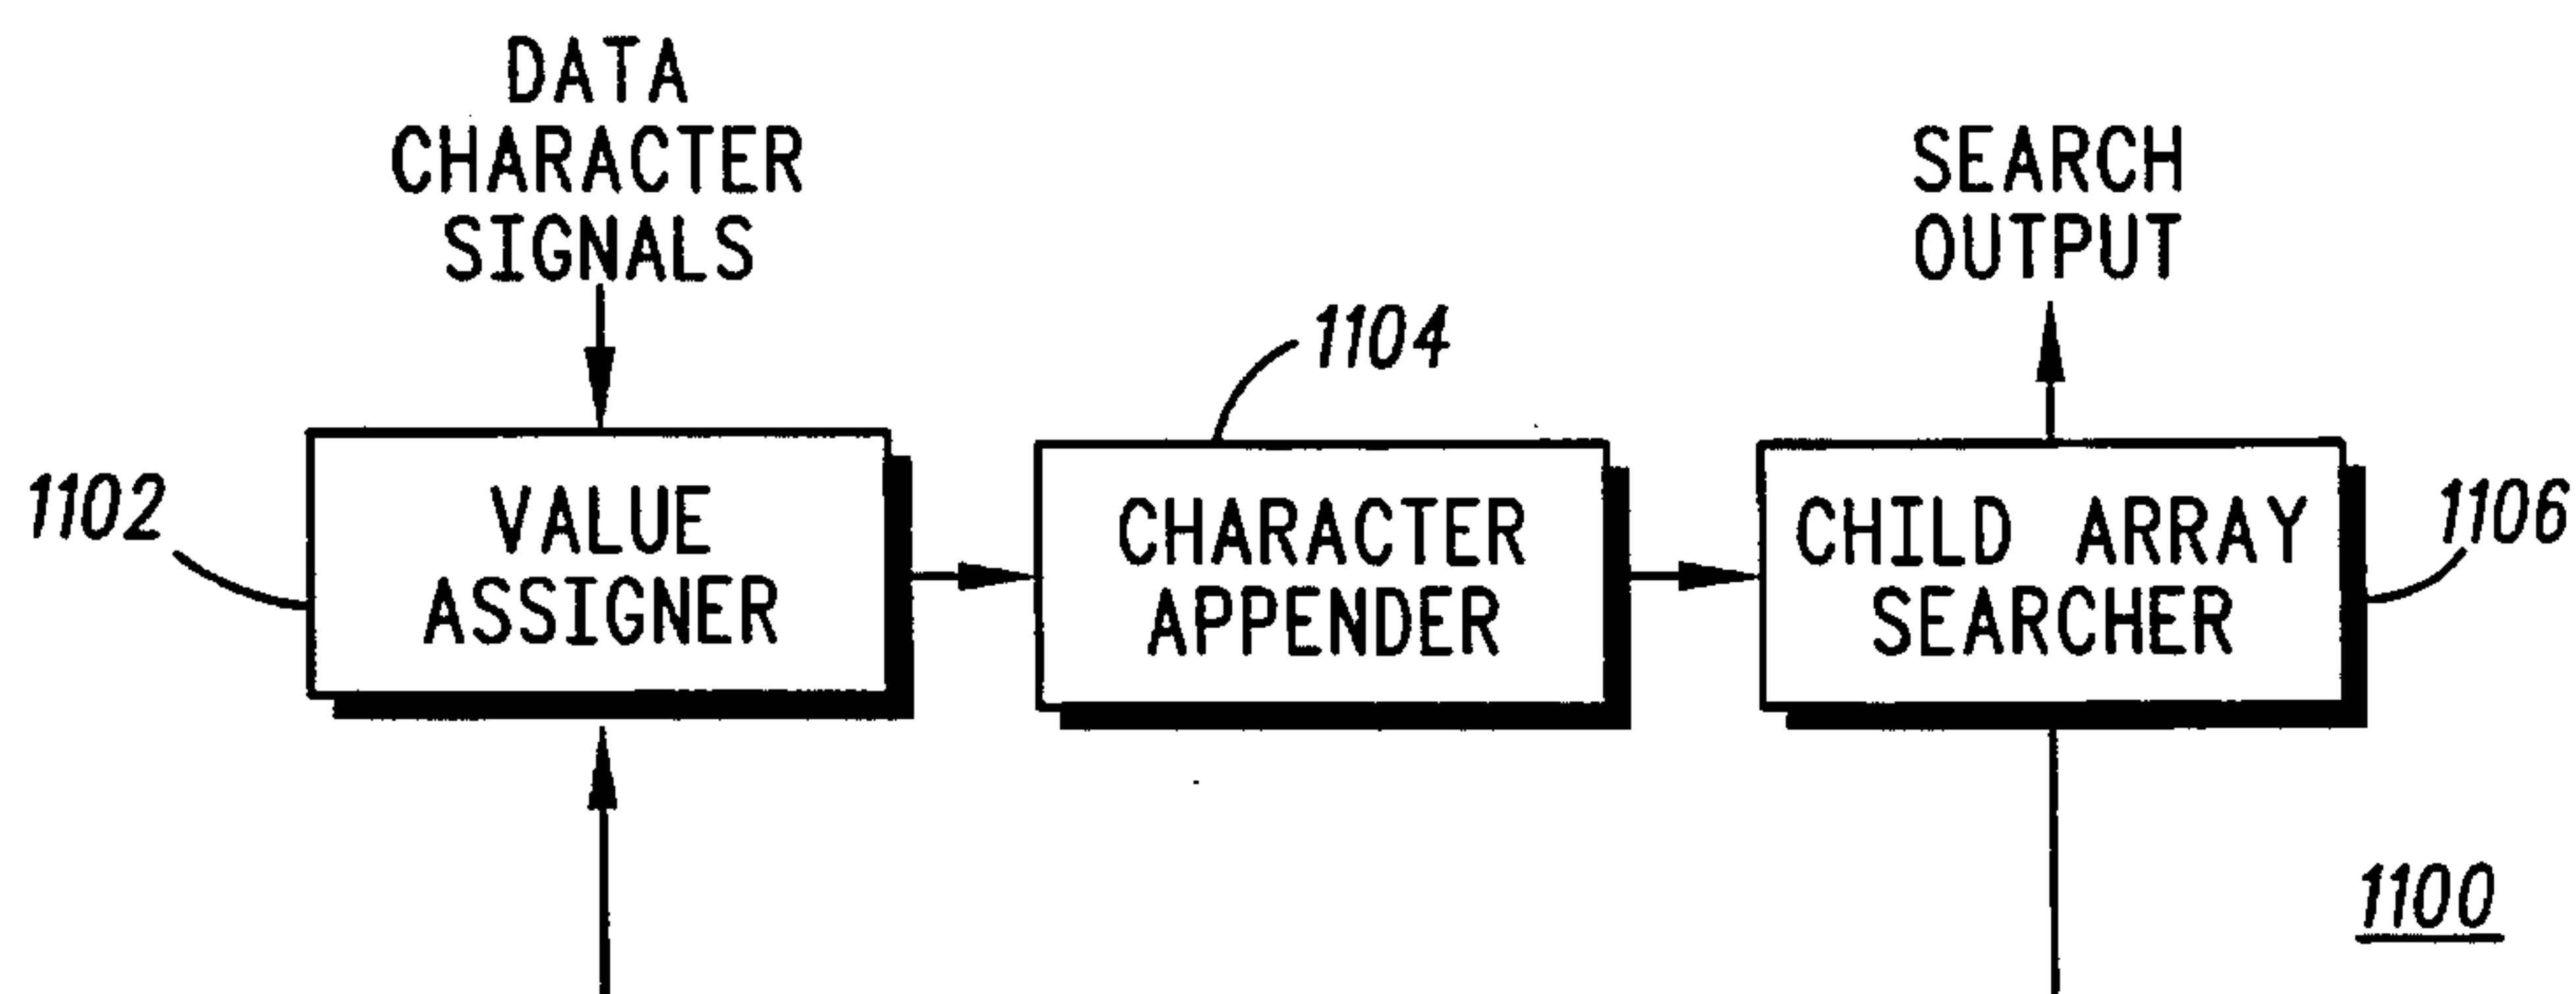 DATA
CHARACTER
SIGNALS
SEARCH
OUTPUT
1104
1102
VALUE
ASSIGNER
CHARACTER
APPENDER
CHILD ARRAY
SEARCHER
1106
1100